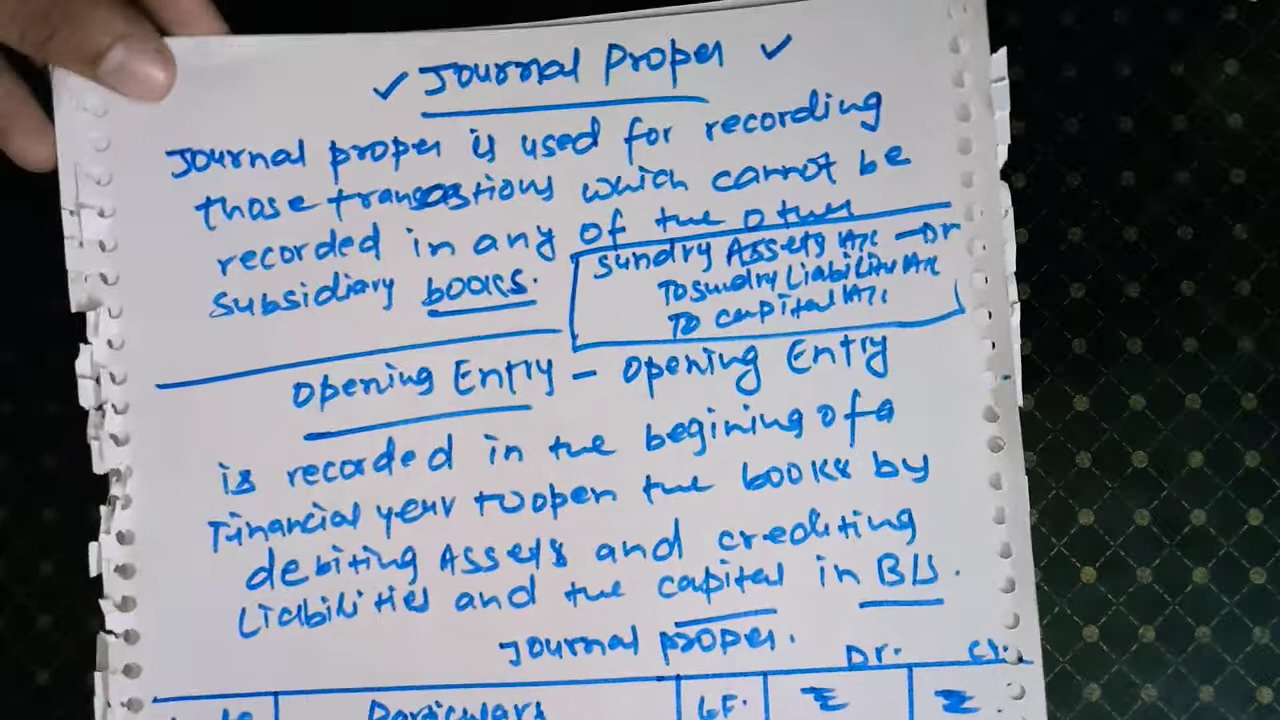 ✓ Journal Proper ✓
Journal proper is used for recording
those transactions which cannot be
recorded in any of the other
subsidiary books.
Sundry Assets A/c - Dr
To sundry Liability A/c
To capital A/c
Opening Entry - Opening Entry
is recorded in the begining of a
Financial year to open the books by
debiting Assets and crediting
Liabilities and the capital in B/S.
Journal proper.
Dr. Cr.
Particulars L.F. ₹ ₹